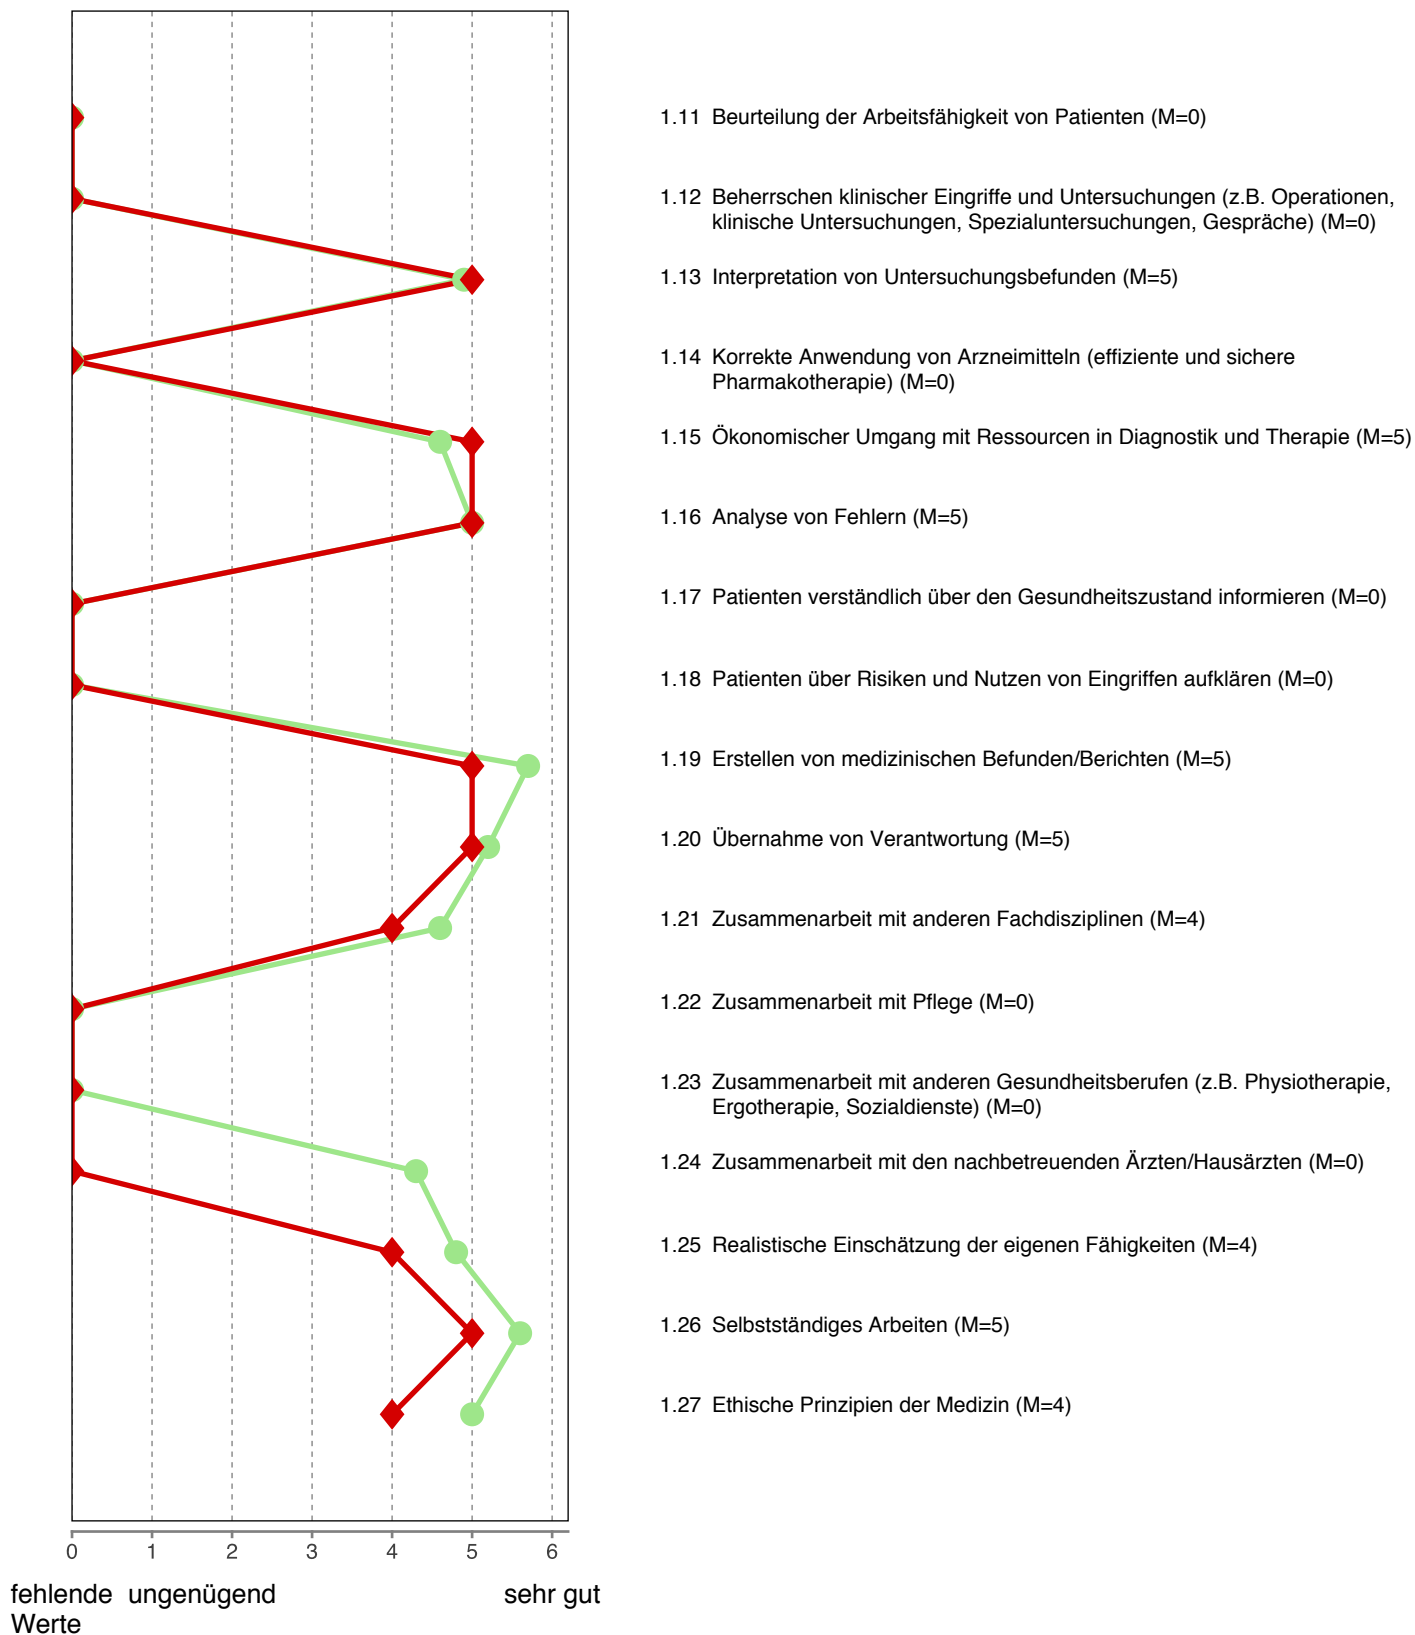 1.11 Beurteilung der Arbeitsfähigkeit von Patienten (M=0)
1.12 Beherrschen klinischer Eingriffe und Untersuchungen (z.B. Operationen,
klinische Untersuchungen, Spezialuntersuchungen, Gespräche) (M=0)
1.13 Interpretation von Untersuchungsbefunden (M=5)
1.14 Korrekte Anwendung von Arzneimitteln (effiziente und sichere
Pharmakotherapie) (M=0)
1.15 Ökonomischer Umgang mit Ressourcen in Diagnostik und Therapie (M=5)
1.16 Analyse von Fehlern (M=5)
1.17 Patienten verständlich über den Gesundheitszustand informieren (M=0)
1.18 Patienten über Risiken und Nutzen von Eingriffen aufklären (M=0)
1.19 Erstellen von medizinischen Befunden/Berichten (M=5)
1.20 Übernahme von Verantwortung (M=5)
1.21 Zusammenarbeit mit anderen Fachdisziplinen (M=4)
1.22 Zusammenarbeit mit Pflege (M=0)
1.23 Zusammenarbeit mit anderen Gesundheitsberufen (z.B. Physiotherapie,
Ergotherapie, Sozialdienste) (M=0)
1.24 Zusammenarbeit mit den nachbetreuenden Ärzten/Hausärzten (M=0)
1.25 Realistische Einschätzung der eigenen Fähigkeiten (M=4)
1.26 Selbstständiges Arbeiten (M=5)
1.27 Ethische Prinzipien der Medizin (M=4)
0 1 2 3 4 5 6
fehlende ungenügend sehr gut
Werte